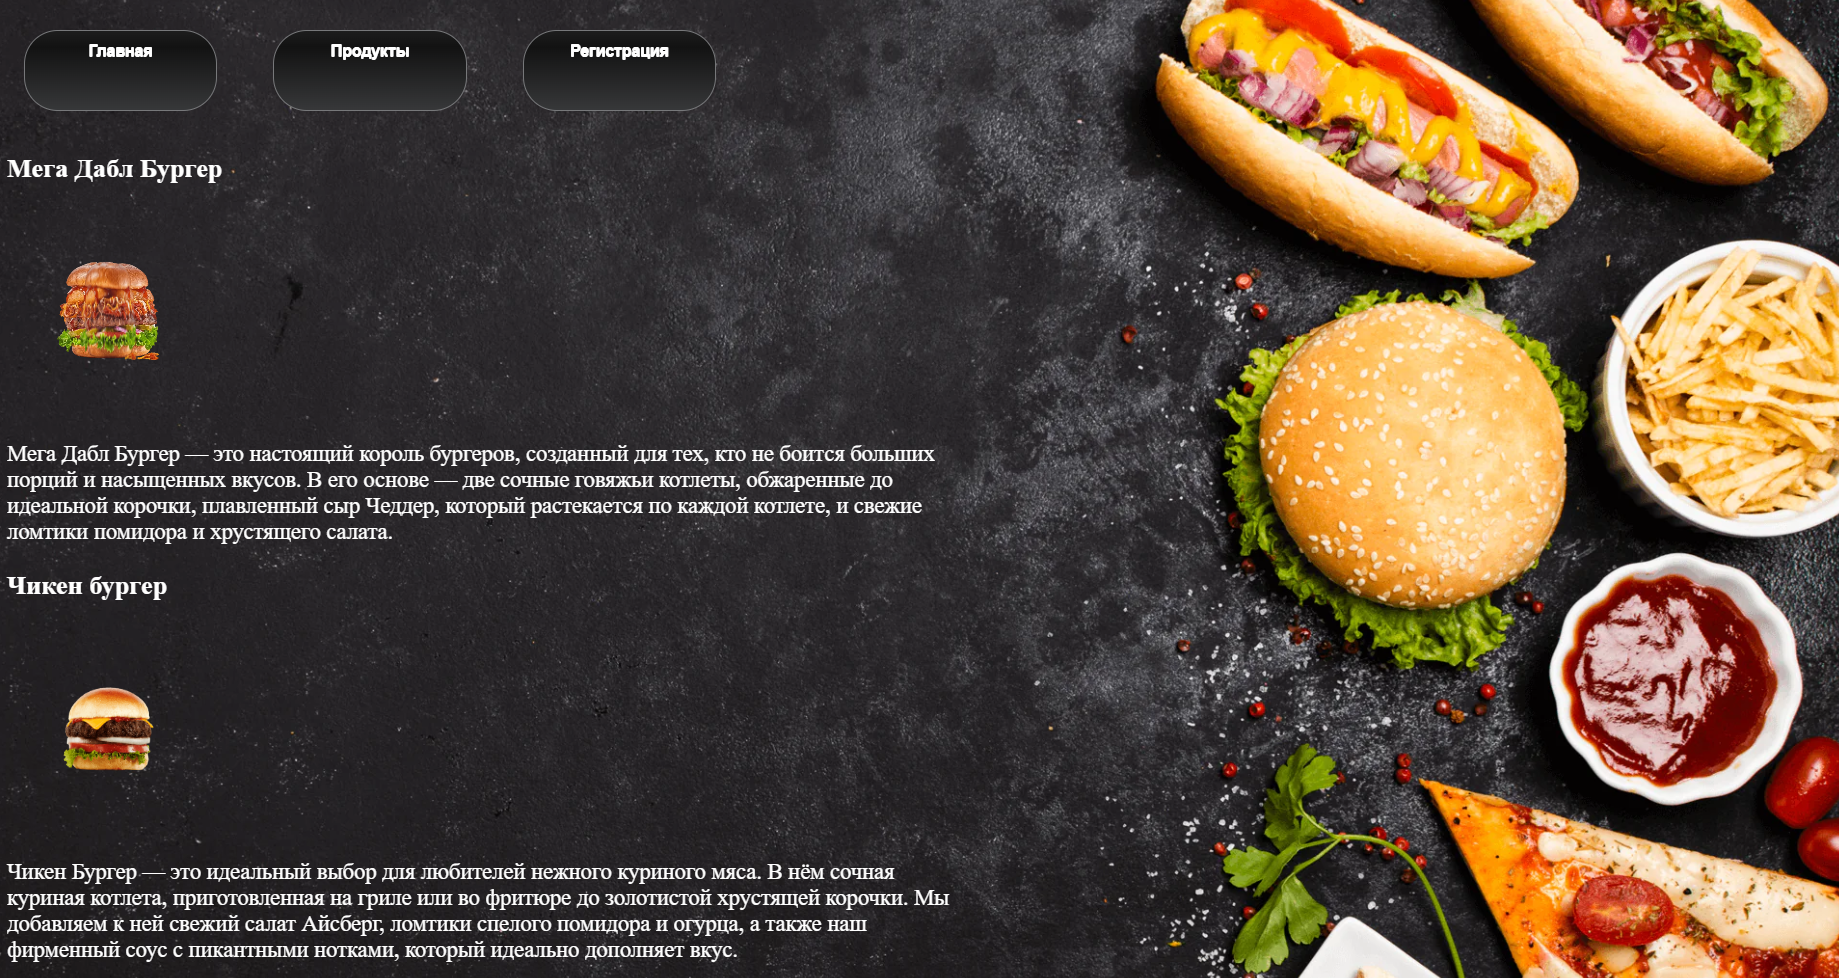 Главная
Продукты
Регистрация
Мега Дабл Бургер
Мега Дабл Бургер — это настоящий король бургеров, созданный для тех, кто не боится больших
порций и насыщенных вкусов. В его основе — две сочные говяжьи котлеты, обжаренные до
идеальной корочки, плавленный сыр Чеддер, который растекается по каждой котлете, и свежие
ломтики помидора и хрустящего салата.
Чикен бургер
Чикен Бургер — это идеальный выбор для любителей нежного куриного мяса. В нём сочная
куриная котлета, приготовленная на гриле или во фритюре до золотистой хрустящей корочки. Мы
добавляем к ней свежий салат Айсберг, ломтики спелого помидора и огурца, а также наш
фирменный соус с пикантными нотками, который идеально дополняет вкус.